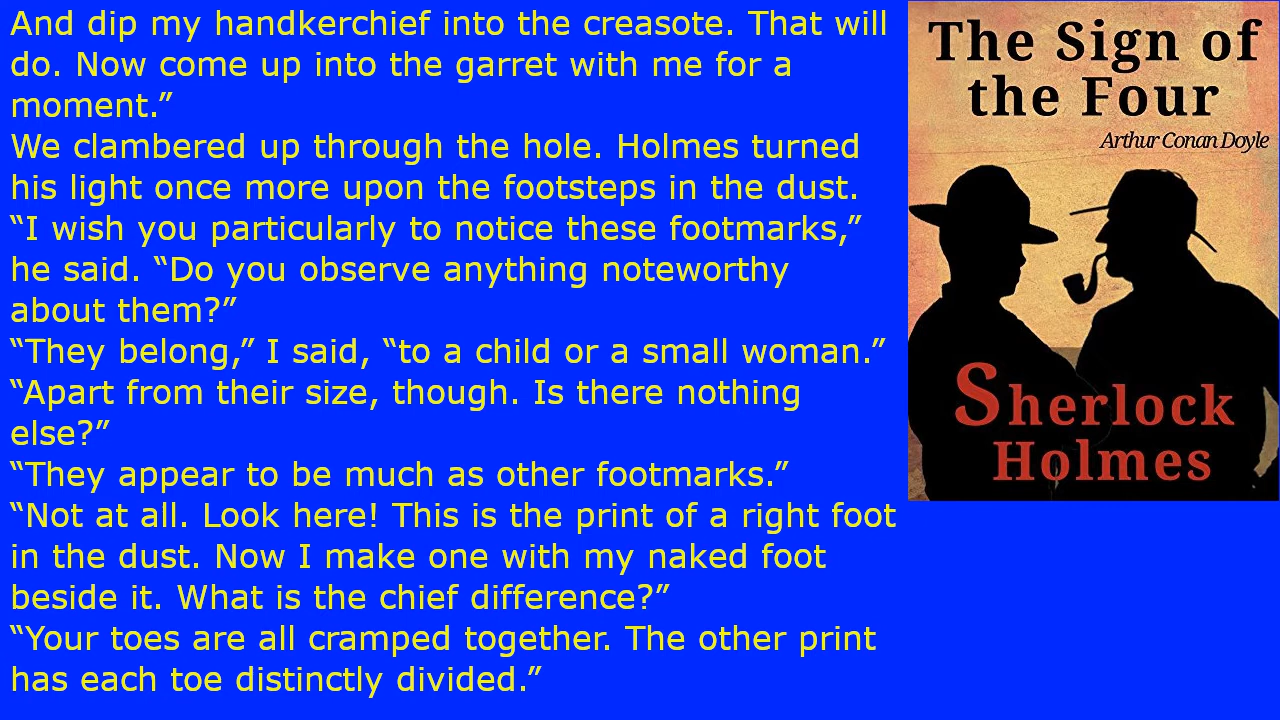 And dip my handkerchief into the creasote. That will
do. Now come up into the garret with me for a
moment.”
We clambered up through the hole. Holmes turned
his light once more upon the footsteps in the dust.
“I wish you particularly to notice these footmarks,”
he said. “Do you observe anything noteworthy
about them?”
“They belong,” I said, “to a child or a small woman.”
“Apart from their size, though. Is there nothing
else?”
“They appear to be much as other footmarks.”
“Not at all. Look here! This is the print of a right foot
in the dust. Now I make one with my naked foot
beside it. What is the chief difference?”
“Your toes are all cramped together. The other print
has each toe distinctly divided.”
The Sign of
the Four
Arthur Conan Doyle
Sherlock
Holmes